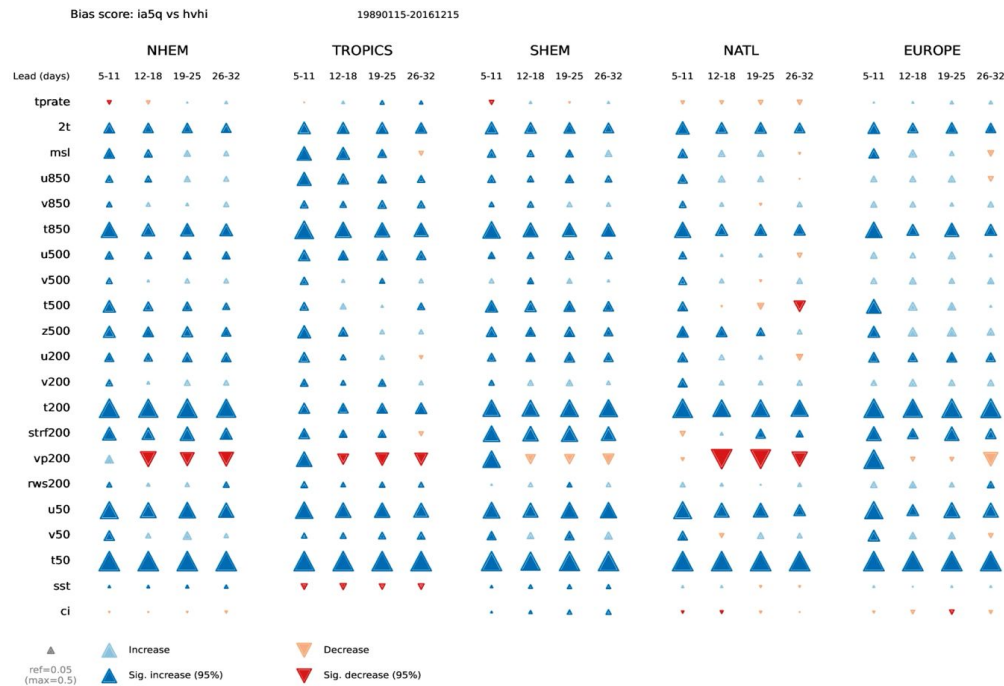 Bias score: ia5q vs hvhi 19890115-20161215
NHEM TROPICS SHEM NATL EUROPE
Lead (days) 5-11 12-18 19-25 26-32 5-11 12-18 19-25 26-32 5-11 12-18 19-25 26-32 5-11 12-18 19-25 26-32 5-11 12-18 19-25 26-32
tprate
2t
msl
u850
v850
t850
u500
v500
t500
z500
u200
v200
t200
strf200
vp200
rws200
u50
v50
t50
sst
ci
Increase Decrease
ref=0.05 Sig. increase (95%) Sig. decrease (95%)
(max=0.5)